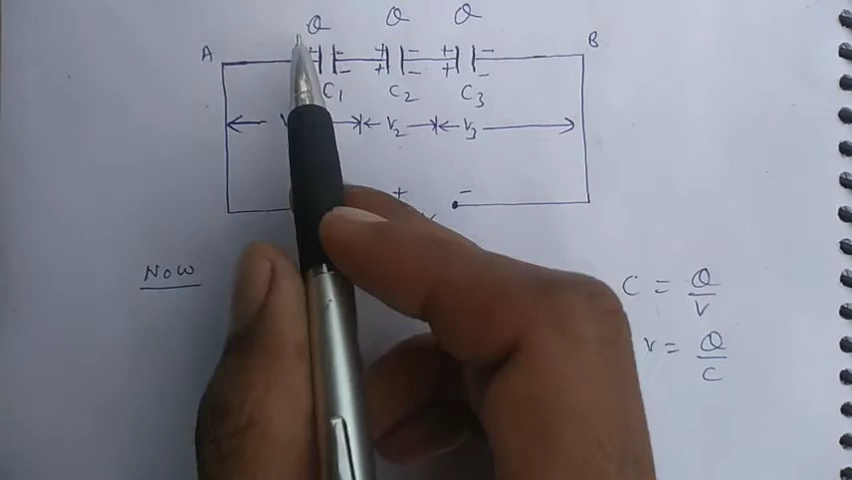 Q Q Q
A + - + - + - B
- + - + -
C1 C2 C3
V2 V3
+ -
Now
C = Q/V
V = Q/C